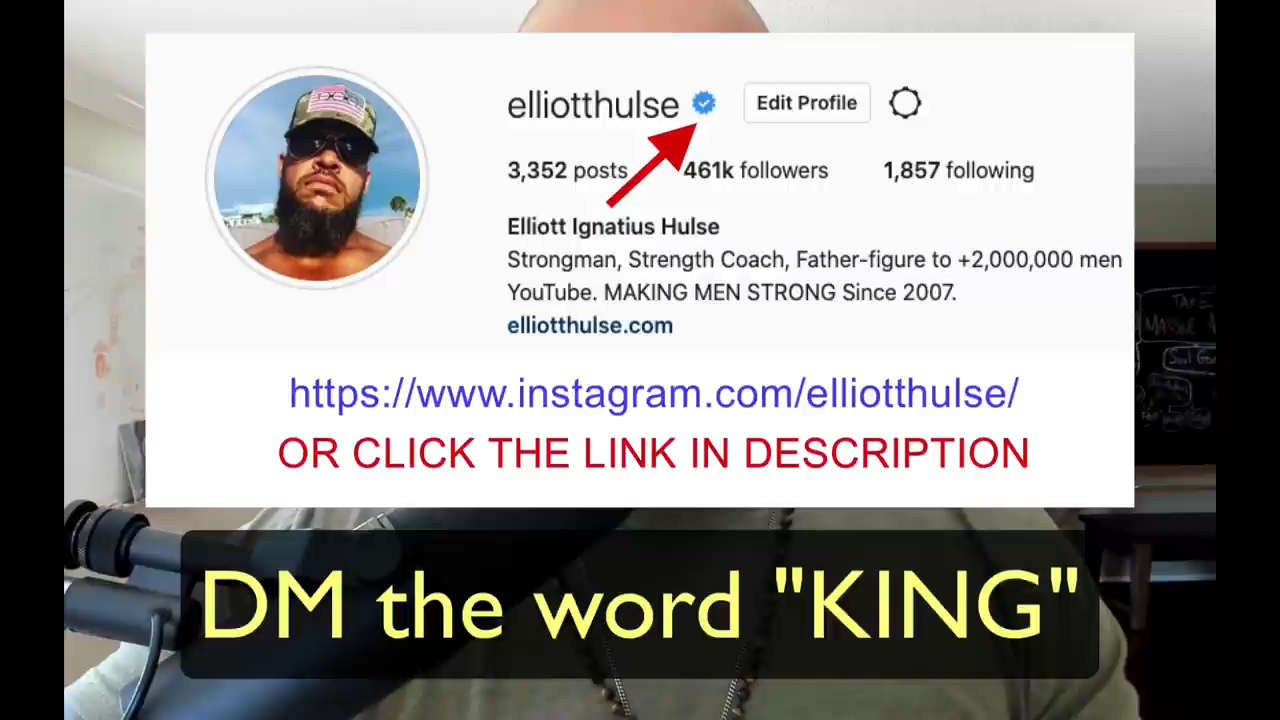 elliotthulse Edit Profile
3,352 posts 461k followers 1,857 following
Elliott Ignatius Hulse
Strongman, Strength Coach, Father-figure to +2,000,000 men
YouTube. MAKING MEN STRONG Since 2007.
elliotthulse.com
https://www.instagram.com/elliotthulse/
OR CLICK THE LINK IN DESCRIPTION
DM the word "KING"